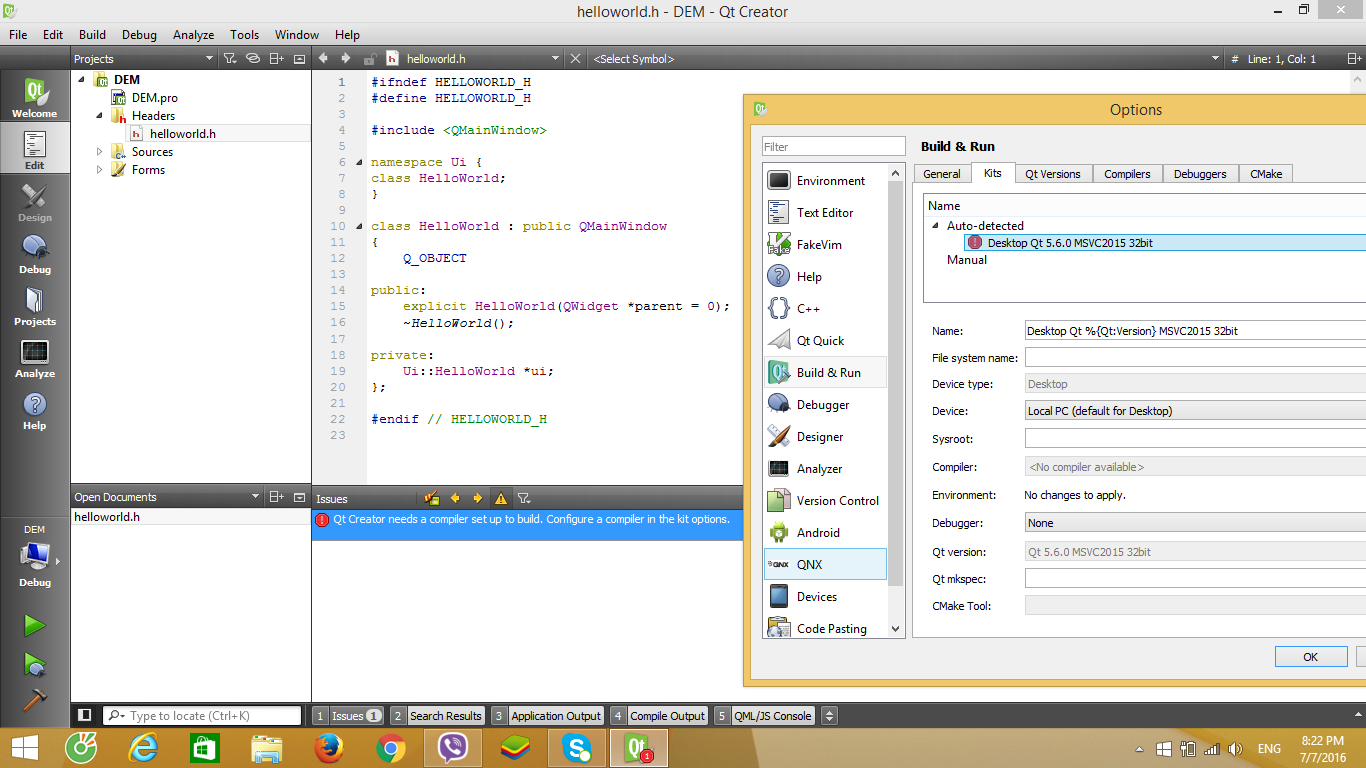 helloworld.h - DEM - Qt Creator
File Edit Build Debug Analyze Tools Window Help
Projects
helloworld.h
<Select Symbol>
# Line: 1, Col: 1
Welcome
Edit
Design
Debug
Projects
Analyze
Help
DEM
Debug
DEM
DEM.pro
Headers
helloworld.h
Sources
Forms
Open Documents
helloworld.h
1 #ifndef HELLOWORLD_H
2 #define HELLOWORLD_H
3
4 #include <QMainWindow>
5
6 namespace Ui {
7 class HelloWorld;
8 }
9
10 class HelloWorld : public QMainWindow
11 {
12 Q_OBJECT
13
14 public:
15 explicit HelloWorld(QWidget *parent = 0);
16 ~HelloWorld();
17
18 private:
19 Ui::HelloWorld *ui;
20 };
21
22 #endif // HELLOWORLD_H
23
Issues
Qt Creator needs a compiler set up to build. Configure a compiler in the kit options.
Options
Filter
Environment
Text Editor
FakeVim
Help
C++
Qt Quick
Build & Run
Debugger
Designer
Analyzer
Version Control
Android
QNX
Devices
Code Pasting
Build & Run
General Kits Qt Versions Compilers Debuggers CMake
Name
Auto-detected
Desktop Qt 5.6.0 MSVC2015 32bit
Manual
Name: Desktop Qt %{Qt:Version} MSVC2015 32bit
File system name:
Device type: Desktop
Device: Local PC (default for Desktop)
Sysroot:
Compiler: <No compiler available>
Environment: No changes to apply.
Debugger: None
Qt version: Qt 5.6.0 MSVC2015 32bit
Qt mkspec:
CMake Tool:
OK
Type to locate (Ctrl+K)
1 Issues 1 2 Search Results 3 Application Output 4 Compile Output 5 QML/JS Console
ENG
8:22 PM
7/7/2016